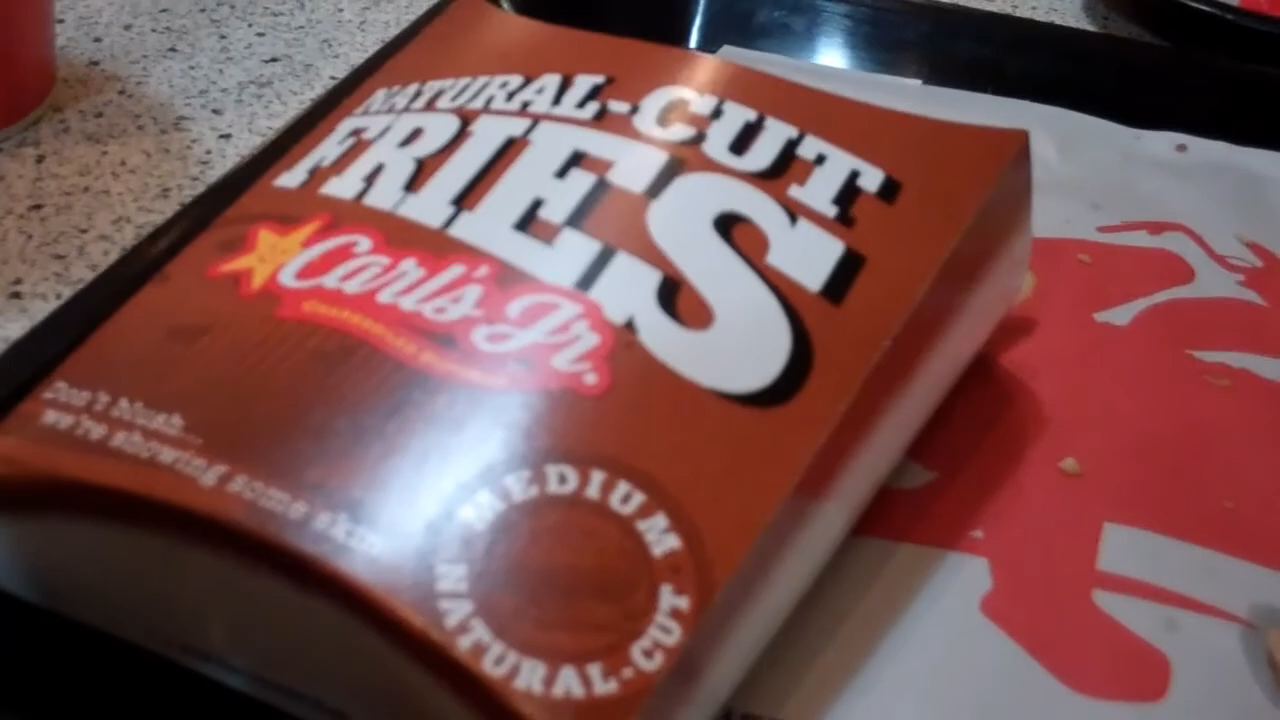 NATURAL-CUT
FRIES
Carl's Jr.
Don't blush...
we're showing some skin
MEDIUM
NATURAL-CUT